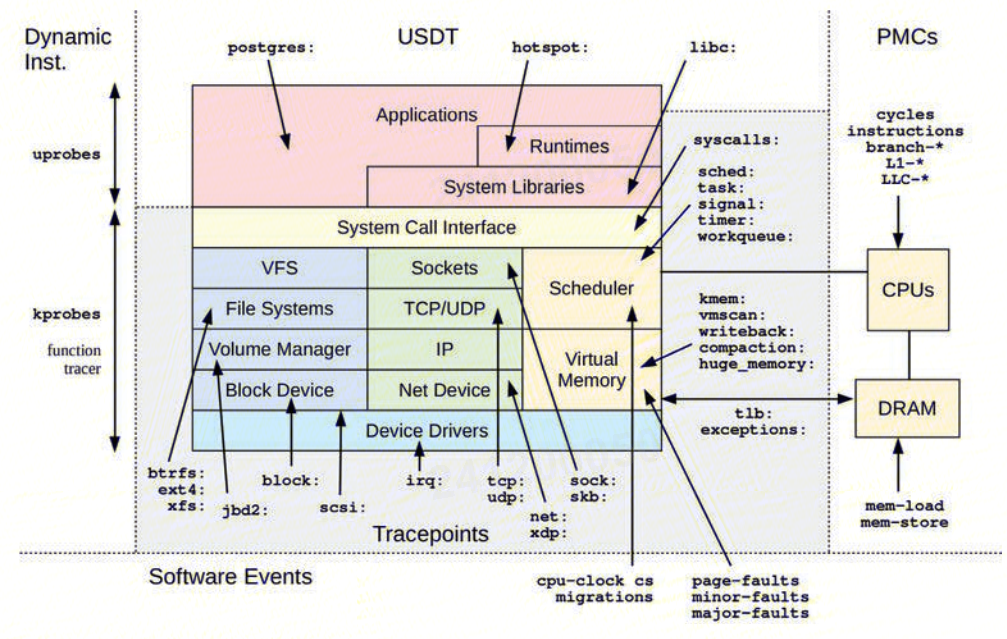 Dynamic
Inst.
USDT
PMCs
postgres:
hotspot:
libc:
uprobes
Applications
Runtimes
System Libraries
syscalls:
cycles
instructions
branch-*
L1-*
LLC-*
sched:
task:
signal:
timer:
workqueue:
System Call Interface
VFS
Sockets
Scheduler
CPUs
File Systems
TCP/UDP
kprobes
function
tracer
kmem:
vmscan:
writeback:
compaction:
huge_memory:
Volume Manager
IP
Virtual
Memory
Block Device
Net Device
DRAM
tlb:
exceptions:
Device Drivers
btrfs:
ext4:
xfs:
jbd2:
block:
scsi:
irq:
tcp:
udp:
sock:
skb:
net:
xdp:
mem-load
mem-store
Tracepoints
Software Events
cpu-clock cs
migrations
page-faults
minor-faults
major-faults